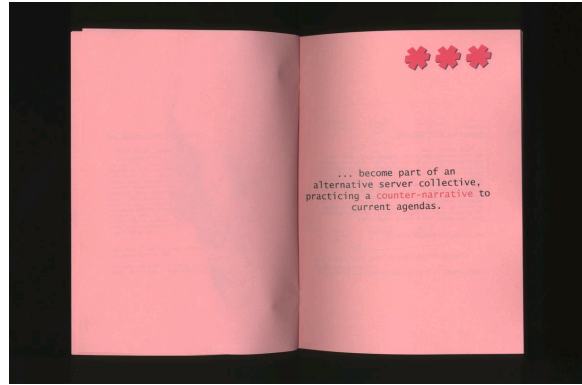 ... become part of an
alternative server collective,
practicing a counter-narrative to
current agendas.